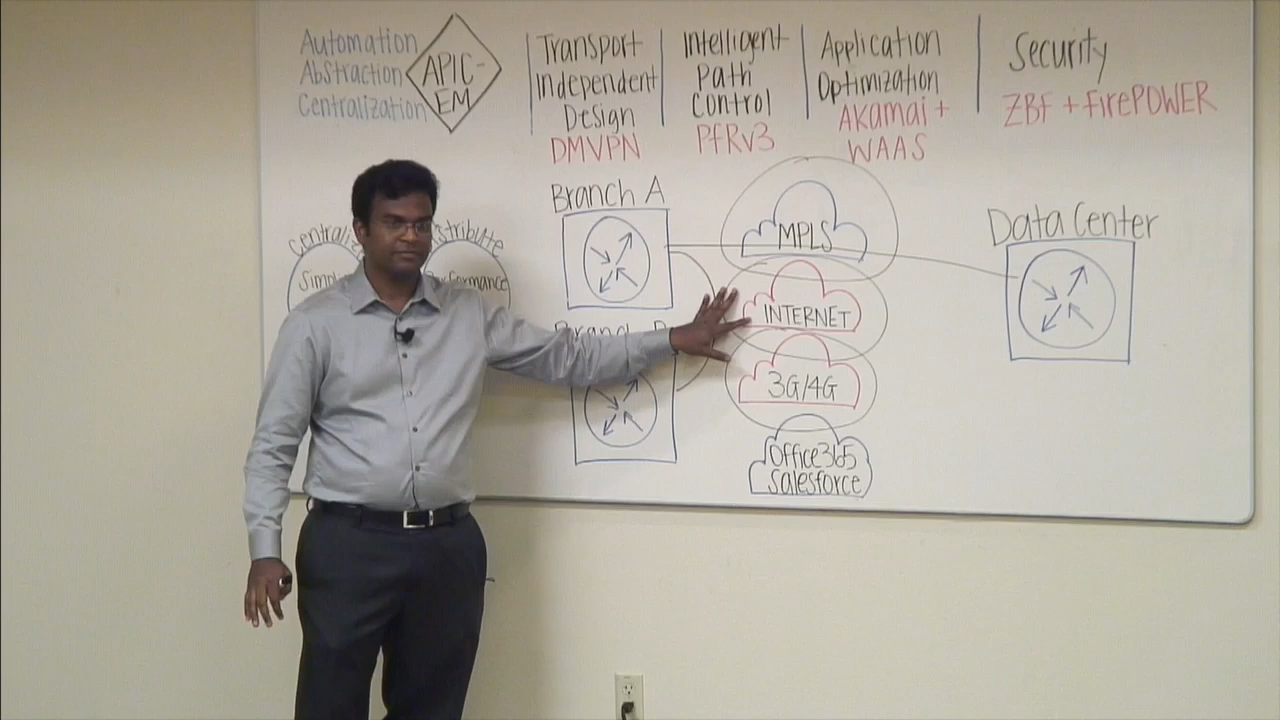 Automation
Abstraction
Centralization
APIC-
EM
Transport
Independent
Design
DMVPN
Intelligent
Path
Control
PfRv3
Application
Optimization
Akamai +
WAAS
Security
ZBF + FirePOWER
Branch A
MPLS
INTERNET
3G/4G
Office365
Salesforce
Data Center